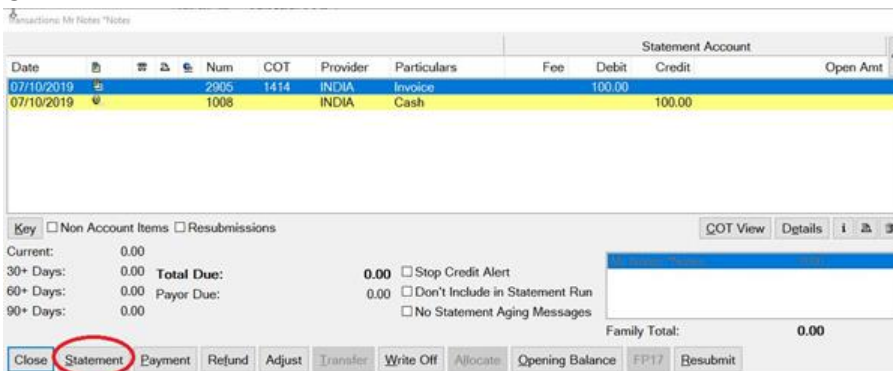 Transactions: Mr Notes *Notes
Statement Account
Date Num COT Provider Particulars Fee Debit Credit Open Amt
07/10/2019 2905 1414 INDIA Invoice 100.00
07/10/2019 1008 INDIA Cash 100.00
Key Non Account Items Resubmissions COT View Details i
Current: 0.00
30+ Days: 0.00 Total Due: 0.00 Stop Credit Alert
60+ Days: 0.00 Payor Due: 0.00 Don't Include in Statement Run
90+ Days: 0.00 No Statement Aging Messages
Family Total: 0.00
Close Statement Payment Refund Adjust Transfer Write Off Allocate Opening Balance FP17 Resubmit